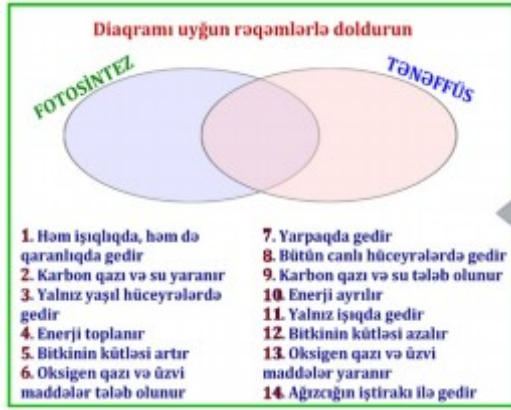 Diaqramı uyğun rəqəmlərlə doldurun
FOTOSİNTEZ
TƏNƏFFÜS
1. Həm işıqlıqda, həm də
qaranlıqda gedir
2. Karbon qazı və su yaranır
3. Yalnız yaşıl hüceyrələrdə
gedir
4. Enerji toplanır
5. Bitkinin kütləsi artır
6. Oksigen qazı və üzvi
maddələr tələb olunur
7. Yarpaqda gedir
8. Bütün canlı hüceyrələrdə gedir
9. Karbon qazı və su tələb olunur
10. Enerji ayrılır
11. Yalnız işıqda gedir
12. Bitkinin kütləsi azalır
13. Oksigen qazı və üzvi
maddələr yaranır
14. Ağızcığın iştirakı ilə gedir